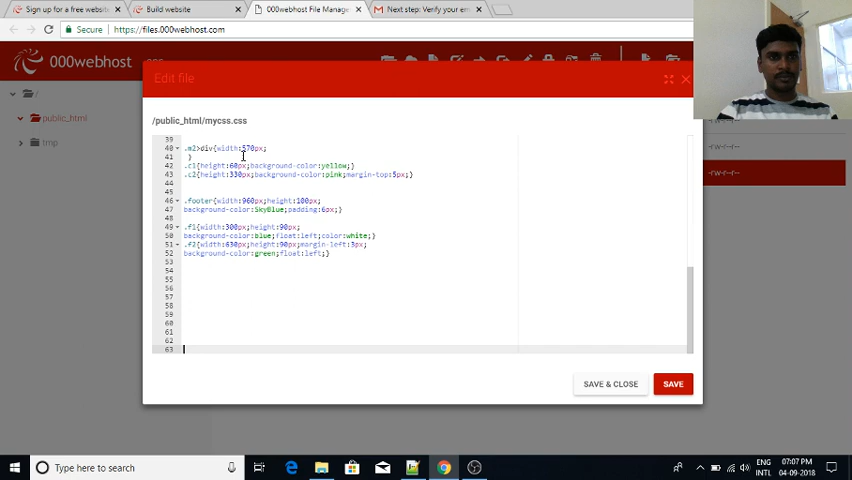 Sign up for a free websit
Build website
000webhost File Manage
Next step: Verify your em
Secure
https://files.000webhost.com
000webhost
Edit file
/
public_html
tmp
/public_html/mycss.css
39
40 .m2>div{width:570px;
41 }
42 .c1{height:60px;background-color:yellow;}
43 .c2{height:330px;background-color:pink;margin-top:5px;}
44
45
46 .footer{width:960px;height:100px;
47 background-color:SkyBlue;padding:6px;}
48
49 .f1{width:300px;height:90px;
50 background-color:blue;float:left;color:white;}
51 .f2{width:630px;height:90px;margin-left:3px;
52 background-color:green;float:left;}
53
54
55
56
57
58
59
60
61
62
63
-rw-r--r--
-rw-r--r--
SAVE & CLOSE
SAVE
Type here to search
ENG
INTL
07:07 PM
04-09-2018